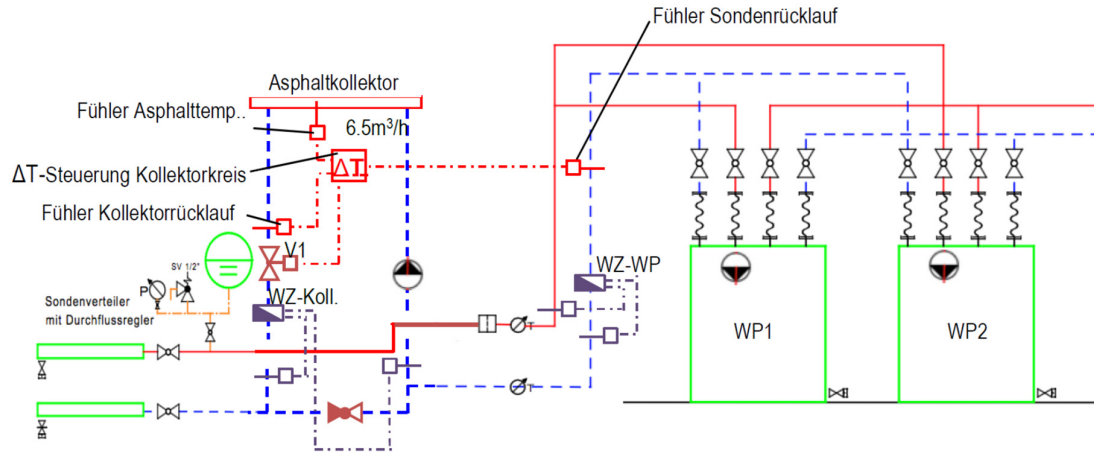 Fühler Sondenrücklauf
Asphaltkollektor
Fühler Asphalttemp..
6.5m³/h
ΔT-Steuerung Kollektorkreis
ΔT
Fühler Kollektorrücklauf
V1
SV 1/2"
P
WZ-WP
WZ-Koll.
Sondenverteiler
mit Durchflussregler
T
T
WP1
WP2